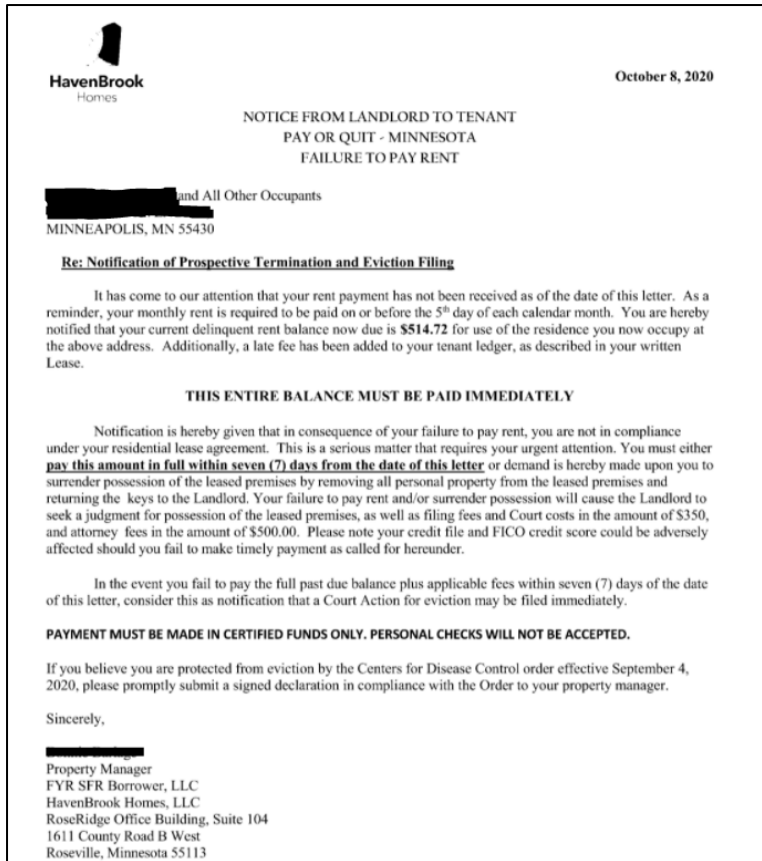 HavenBrook
Homes
October 8, 2020
NOTICE FROM LANDLORD TO TENANT
PAY OR QUIT - MINNESOTA
FAILURE TO PAY RENT
and All Other Occupants
MINNEAPOLIS, MN 55430
Re: Notification of Prospective Termination and Eviction Filing
It has come to our attention that your rent payment has not been received as of the date of this letter. As a
reminder, your monthly rent is required to be paid on or before the 5th day of each calendar month. You are hereby
notified that your current delinquent rent balance now due is $514.72 for use of the residence you now occupy at
the above address. Additionally, a late fee has been added to your tenant ledger, as described in your written
Lease.
THIS ENTIRE BALANCE MUST BE PAID IMMEDIATELY
Notification is hereby given that in consequence of your failure to pay rent, you are not in compliance
under your residential lease agreement. This is a serious matter that requires your urgent attention. You must either
pay this amount in full within seven (7) days from the date of this letter or demand is hereby made upon you to
surrender possession of the leased premises by removing all personal property from the leased premises and
returning the keys to the Landlord. Your failure to pay rent and/or surrender possession will cause the Landlord to
seek a judgment for possession of the leased premises, as well as filing fees and Court costs in the amount of $350,
and attorney fees in the amount of $500.00. Please note your credit file and FICO credit score could be adversely
affected should you fail to make timely payment as called for hereunder.
In the event you fail to pay the full past due balance plus applicable fees within seven (7) days of the date
of this letter, consider this as notification that a Court Action for eviction may be filed immediately.
PAYMENT MUST BE MADE IN CERTIFIED FUNDS ONLY. PERSONAL CHECKS WILL NOT BE ACCEPTED.
If you believe you are protected from eviction by the Centers for Disease Control order effective September 4,
2020, please promptly submit a signed declaration in compliance with the Order to your property manager.
Sincerely,
Property Manager
FYR SFR Borrower, LLC
HavenBrook Homes, LLC
RoseRidge Office Building, Suite 104
1611 County Road B West
Roseville, Minnesota 55113